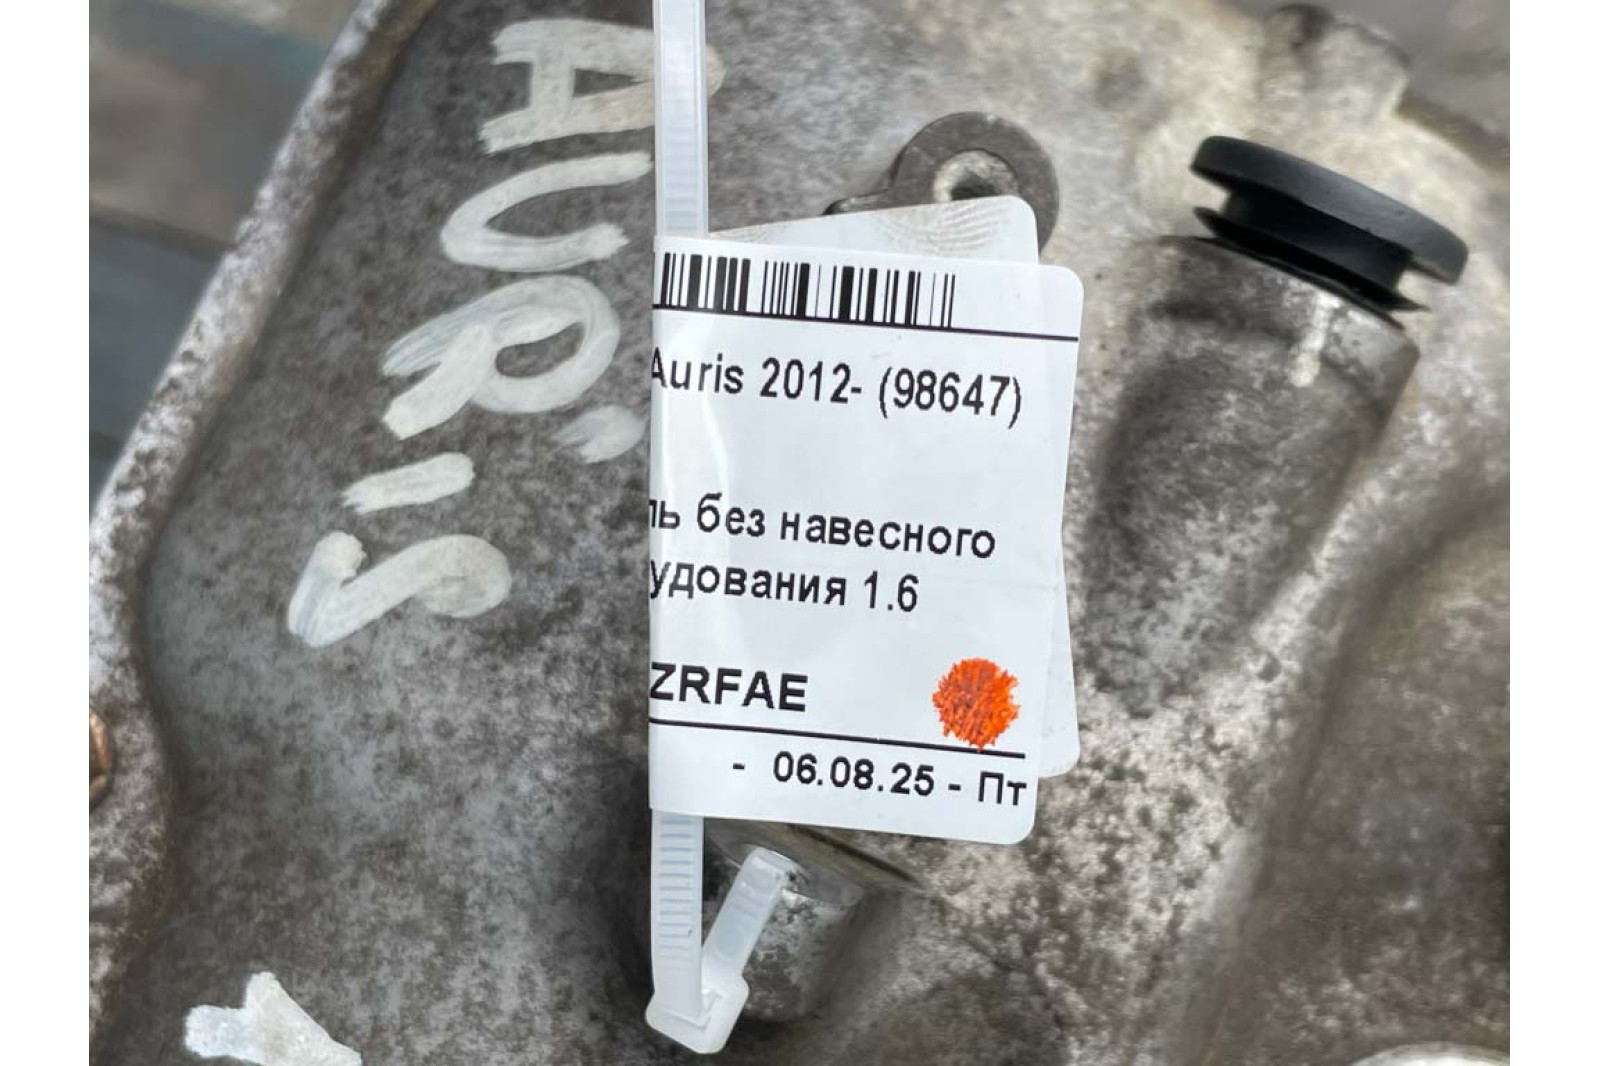 AURiS
Auris 2012- (98647)
ль без навесного
удования 1.6
ZRFAE
- 06.08.25 - Пт